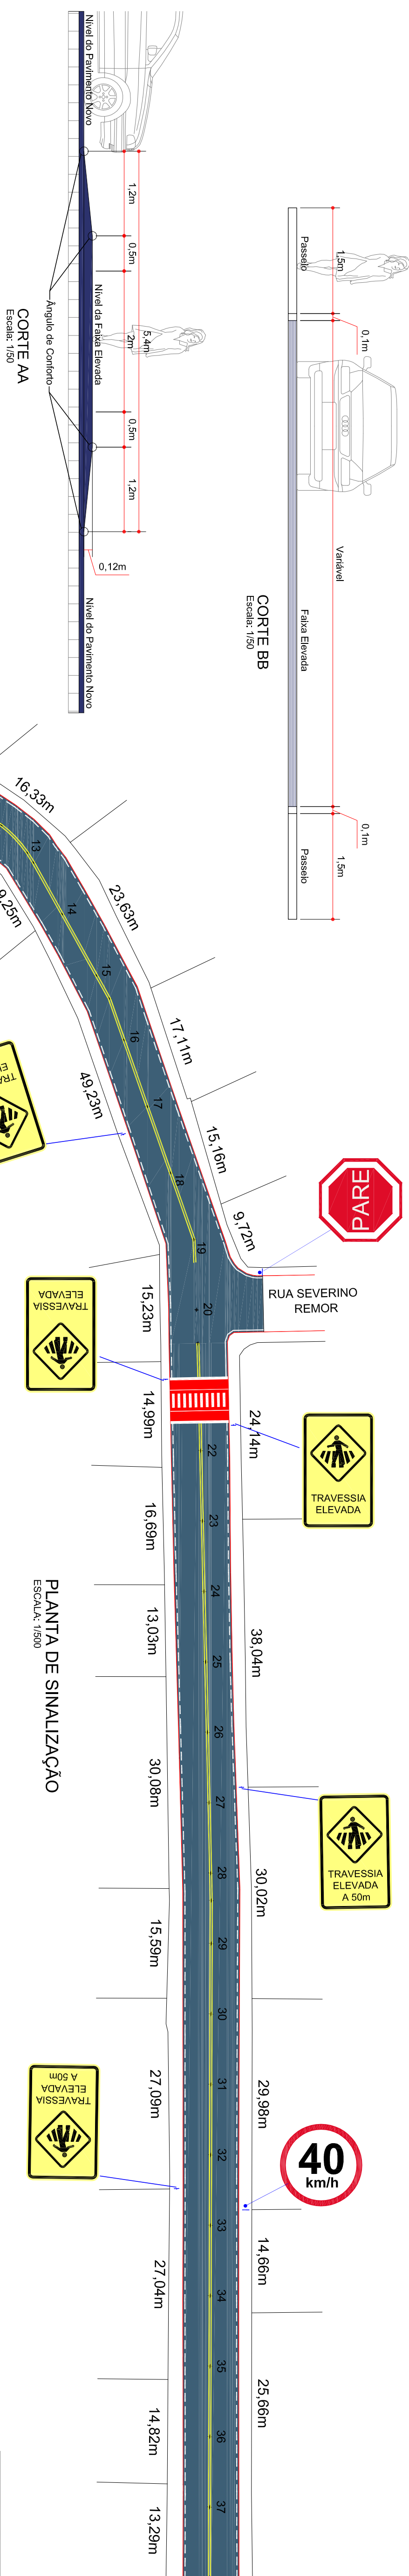 Nível do Pavimento Novo
1,2m
0,5m
2m
5,4m
0,5m
1,2m
0,12m
Nível da Faixa Elevada
Ângulo de Conforto
Nível do Pavimento Novo
CORTE AA
Escala: 1/50
Passeio
1,5m
0,1m
Variável
Faixa Elevada
0,1m
1,5m
Passeio
CORTE BB
Escala: 1/50
16,33m
23,63m
17,11m
15,16m
9,72m
PARE
RUA SEVERINO
REMOR
24,14m
TRAVESSIA
ELEVADA
38,04m
TRAVESSIA
ELEVADA
A 50m
30,02m
29,98m
40
km/h
14,66m
25,66m
13
14
15
16
17
18
19
20
22
23
24
25
26
27
28
29
30
31
32
33
34
35
36
37
49,23m
15,23m
TRAVESSIA
ELEVADA
14,99m
16,69m
13,03m
30,08m
15,59m
27,09m
TRAVESSIA
ELEVADA
A 50m
27,04m
14,82m
13,29m
PLANTA DE SINALIZAÇÃO
ESCALA: 1/500